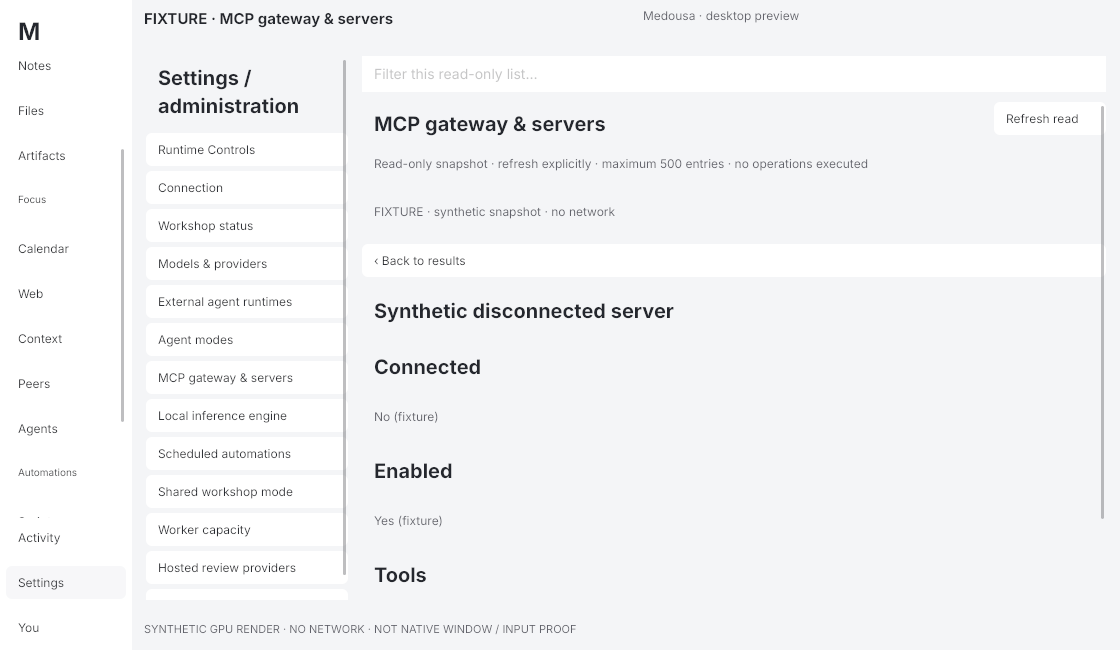 M
Notes
Files
Artifacts
Focus
Calendar
Web
Context
Peers
Agents
Automations
Activity
Settings
You
FIXTURE · MCP gateway & servers
Medousa · desktop preview
Settings /
administration
Runtime Controls
Connection
Workshop status
Models & providers
External agent runtimes
Agent modes
MCP gateway & servers
Local inference engine
Scheduled automations
Shared workshop mode
Worker capacity
Hosted review providers
Filter this read-only list...
MCP gateway & servers
Refresh read
Read-only snapshot · refresh explicitly · maximum 500 entries · no operations executed
FIXTURE · synthetic snapshot · no network
‹ Back to results
Synthetic disconnected server
Connected
No (fixture)
Enabled
Yes (fixture)
Tools
SYNTHETIC GPU RENDER · NO NETWORK · NOT NATIVE WINDOW / INPUT PROOF